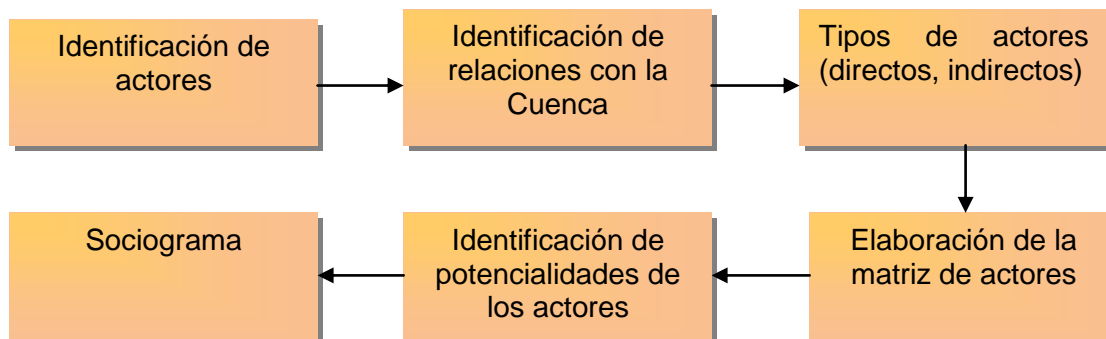 Identificación de
actores
Identificación de
relaciones con la
Cuenca
Tipos de actores
(directos, indirectos)
Elaboración de la
matriz de actores
Identificación de
potencialidades de
los actores
Sociograma